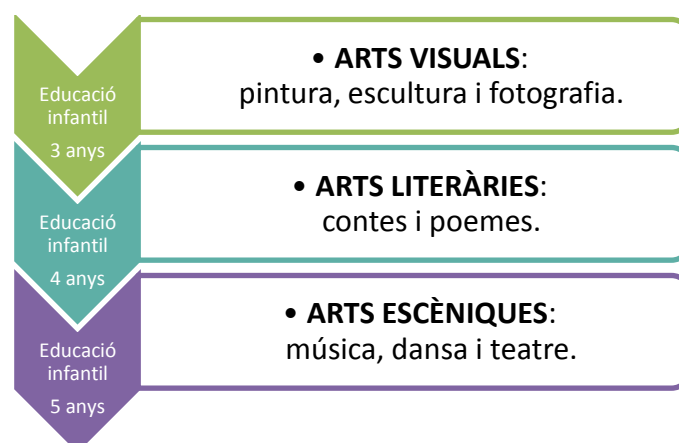 Educació
infantil
3 anys
• ARTS VISUALS:
pintura, escultura i fotografia.
Educació
infantil
4 anys
• ARTS LITERÀRIES:
contes i poemes.
Educació
infantil
5 anys
• ARTS ESCÈNIQUES:
música, dansa i teatre.